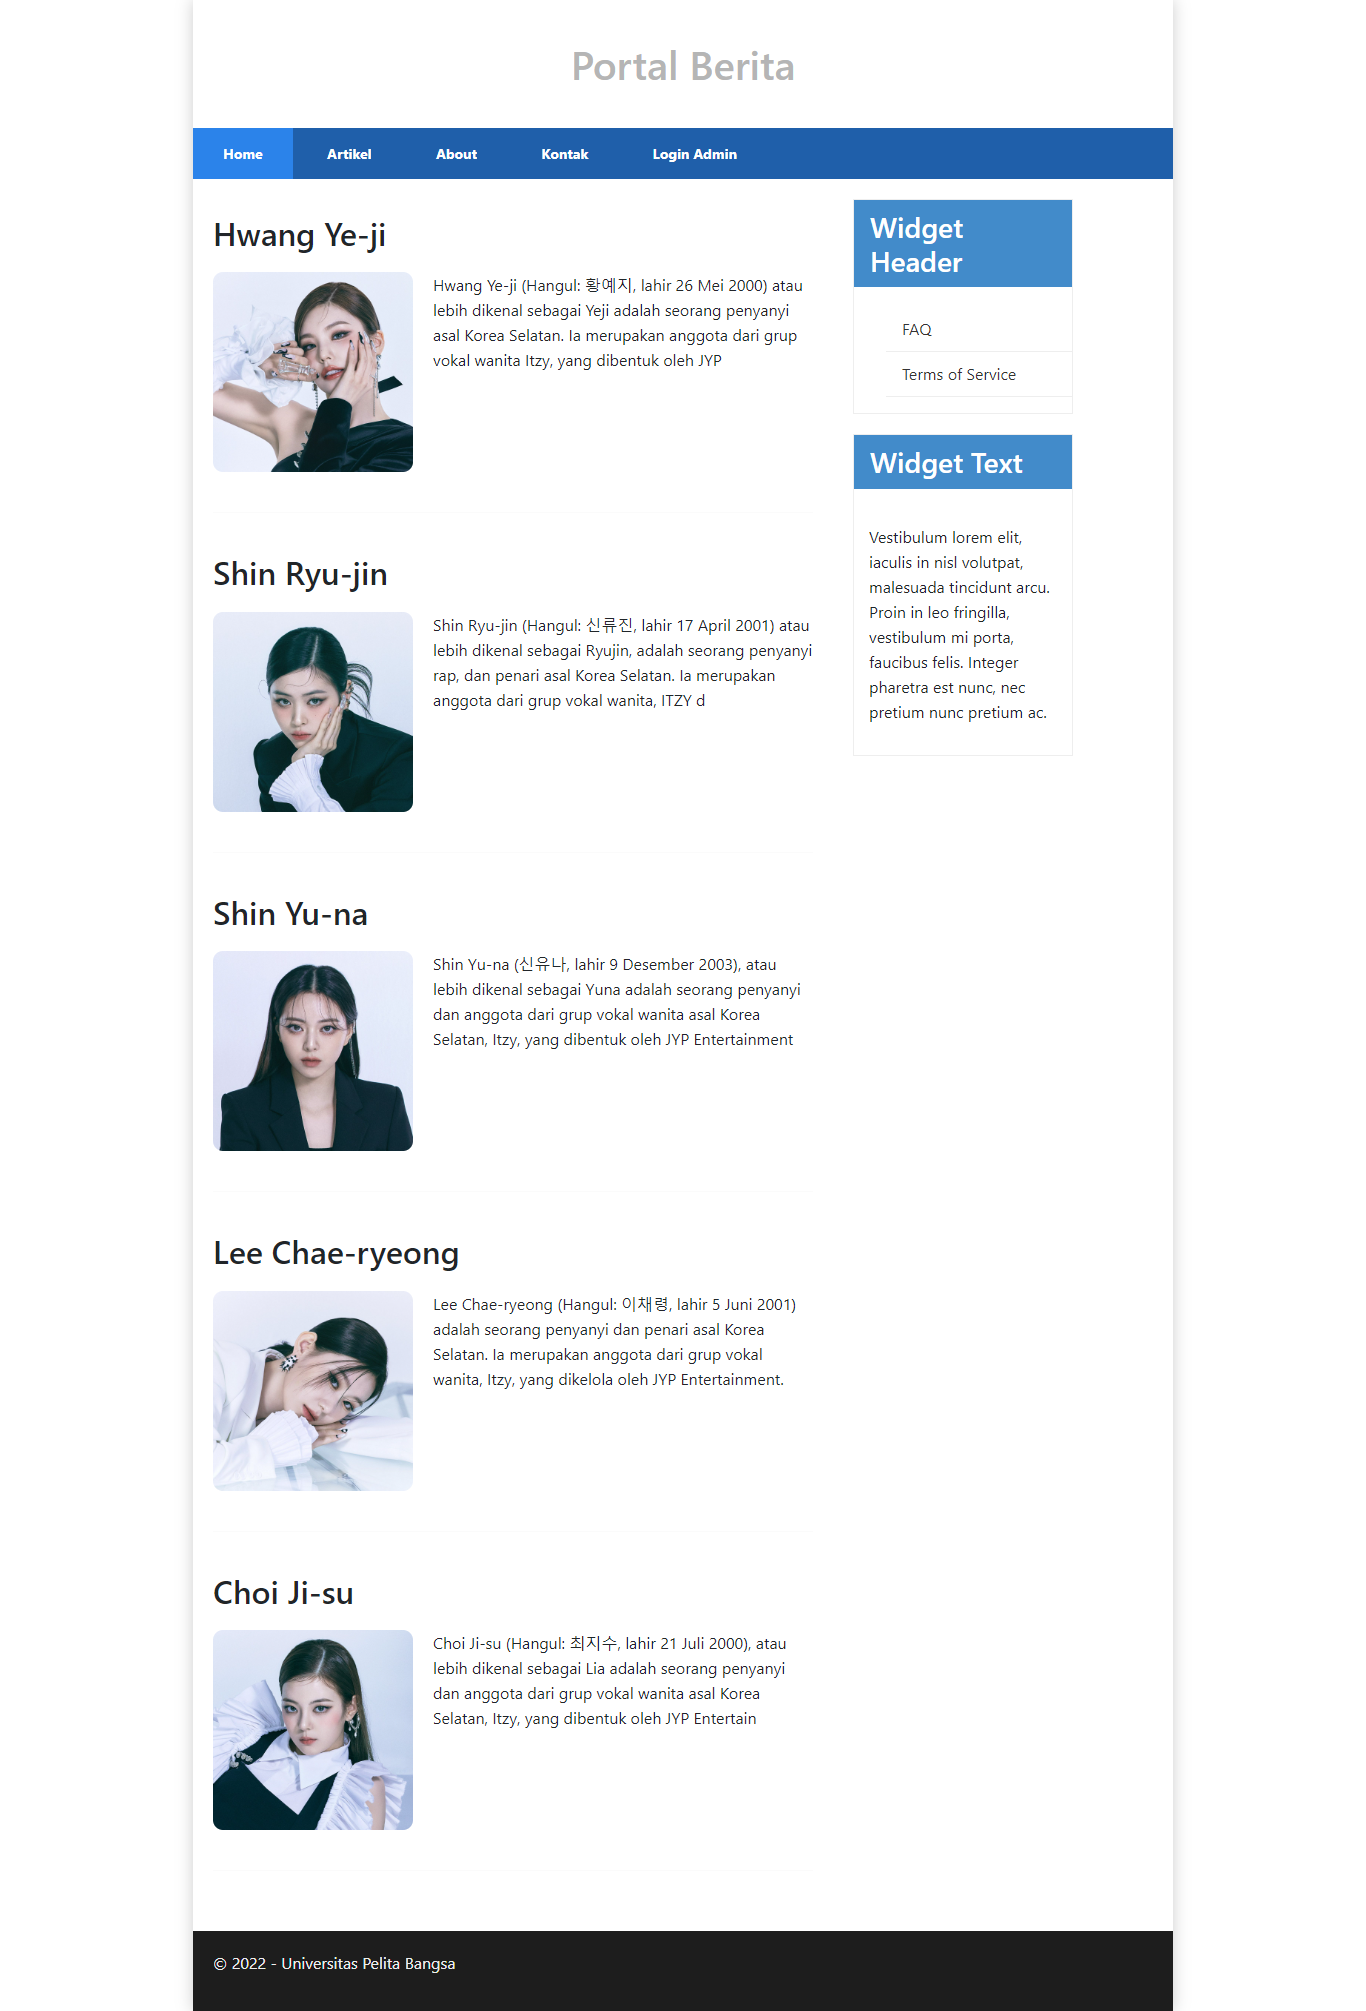 Portal Berita
Home
Artikel
About
Kontak
Login Admin
Hwang Ye-ji
Hwang Ye-ji (Hangul: 황예지, lahir 26 Mei 2000) atau
lebih dikenal sebagai Yeji adalah seorang penyanyi
asal Korea Selatan. Ia merupakan anggota dari grup
vokal wanita Itzy, yang dibentuk oleh JYP
Shin Ryu-jin
Shin Ryu-jin (Hangul: 신류진, lahir 17 April 2001) atau
lebih dikenal sebagai Ryujin, adalah seorang penyanyi
rap, dan penari asal Korea Selatan. Ia merupakan
anggota dari grup vokal wanita, ITZY d
Shin Yu-na
Shin Yu-na (신유나, lahir 9 Desember 2003), atau
lebih dikenal sebagai Yuna adalah seorang penyanyi
dan anggota dari grup vokal wanita asal Korea
Selatan, Itzy, yang dibentuk oleh JYP Entertainment
Lee Chae-ryeong
Lee Chae-ryeong (Hangul: 이채령, lahir 5 Juni 2001)
adalah seorang penyanyi dan penari asal Korea
Selatan. Ia merupakan anggota dari grup vokal
wanita, Itzy, yang dikelola oleh JYP Entertainment.
Choi Ji-su
Choi Ji-su (Hangul: 최지수, lahir 21 Juli 2000), atau
lebih dikenal sebagai Lia adalah seorang penyanyi
dan anggota dari grup vokal wanita asal Korea
Selatan, Itzy, yang dibentuk oleh JYP Entertain
Widget
Header
FAQ
Terms of Service
Widget Text
Vestibulum lorem elit,
iaculis in nisl volutpat,
malesuada tincidunt arcu.
Proin in leo fringilla,
vestibulum mi porta,
faucibus felis. Integer
pharetra est nunc, nec
pretium nunc pretium ac.
© 2022 - Universitas Pelita Bangsa